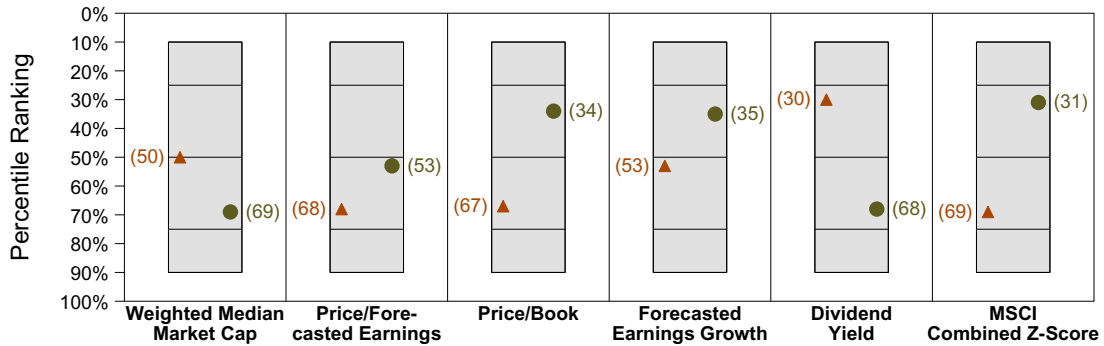 Percentile Ranking
0%
10%
20%
30%
40%
50%
60%
70%
80%
90%
100%
(50)
(69)
(68)
(53)
(67)
(34)
(53)
(35)
(30)
(68)
(69)
(31)
Weighted Median
Market Cap
Price/Fore-
casted Earnings
Price/Book
Forecasted
Earnings Growth
Dividend
Yield
MSCI
Combined Z-Score